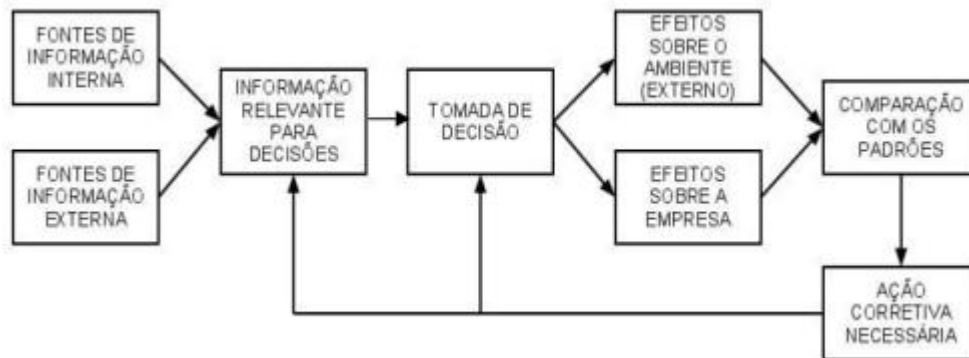 FONTES DE
INFORMAÇÃO
INTERNA
FONTES DE
INFORMAÇÃO
EXTERNA
INFORMAÇÃO
RELEVANTE
PARA
DECISÕES
TOMADA DE
DECISÃO
EFEITOS
SOBRE O
AMBIENTE
(EXTERNO)
EFEITOS
SOBRE A
EMPRESA
COMPARAÇÃO
COM OS
PADRÕES
AÇÃO
CORRETIVA
NECESSÁRIA